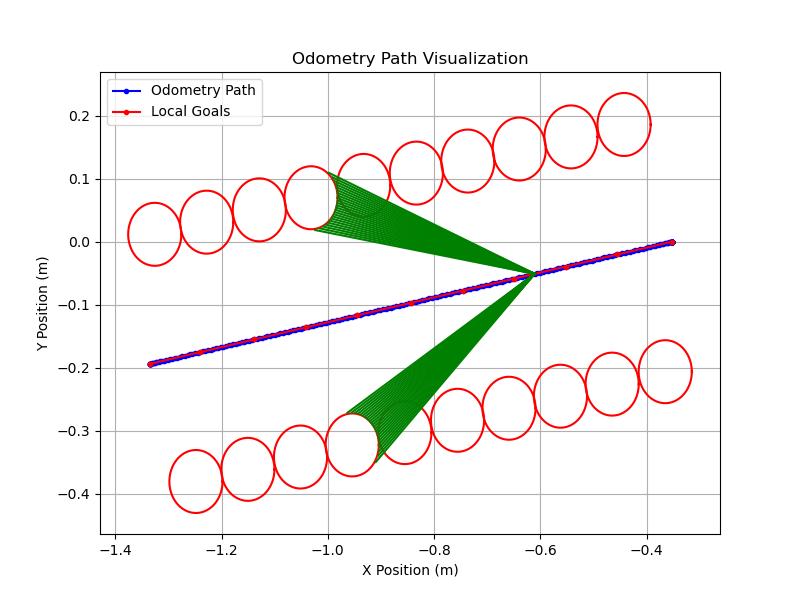 Odometry Path Visualization
Odometry Path
Local Goals
Y Position (m)
0.2
0.1
0.0
−0.1
−0.2
−0.3
−0.4
−1.4 −1.2 −1.0 −0.8 −0.6 −0.4
X Position (m)